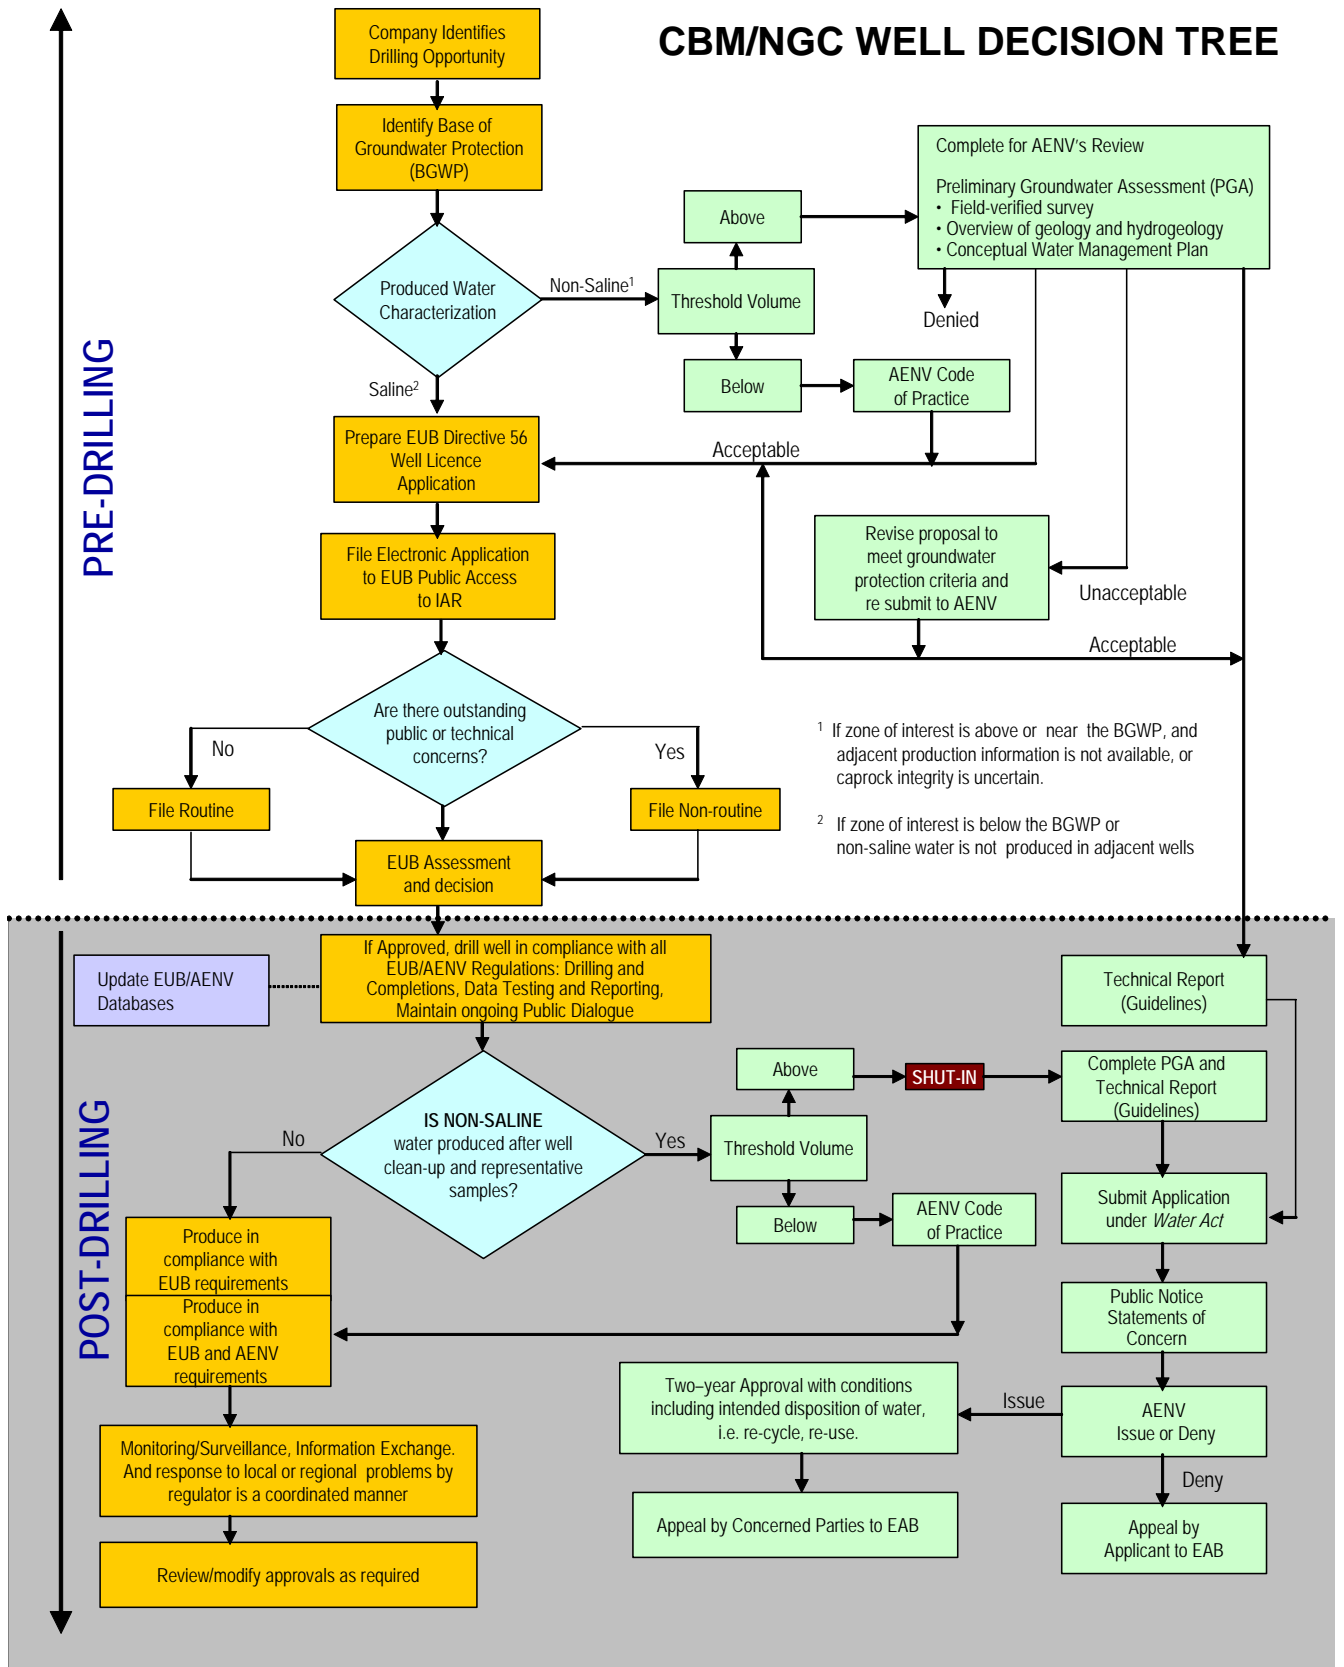 CBM/NGC WELL DECISION TREE
PRE-DRILLING
Company Identifies
Drilling Opportunity
Identify Base of
Groundwater Protection
(BGWP)
Produced Water
Characterization
Non-Saline1
Saline2
Threshold Volume
Above
Below
AENV Code
of Practice
Complete for AENV's Review
Preliminary Groundwater Assessment (PGA)
• Field-verified survey
• Overview of geology and hydrogeology
• Conceptual Water Management Plan
Denied
Acceptable
Prepare EUB Directive 56
Well Licence
Application
File Electronic Application
to EUB Public Access
to IAR
Revise proposal to
meet groundwater
protection criteria and
re submit to AENV
Unacceptable
Acceptable
Are there outstanding
public or technical
concerns?
No
Yes
File Routine
File Non-routine
EUB Assessment
and decision
1 If zone of interest is above or near the BGWP, and
adjacent production information is not available, or
caprock integrity is uncertain.
2 If zone of interest is below the BGWP or
non-saline water is not produced in adjacent wells
POST-DRILLING
Update EUB/AENV
Databases
If Approved, drill well in compliance with all
EUB/AENV Regulations: Drilling and
Completions, Data Testing and Reporting,
Maintain ongoing Public Dialogue
IS NON-SALINE
water produced after well
clean-up and representative
samples?
No
Yes
Threshold Volume
Above
SHUT-IN
Below
AENV Code
of Practice
Technical Report
(Guidelines)
Complete PGA and
Technical Report
(Guidelines)
Submit Application
under Water Act
Public Notice
Statements of
Concern
AENV
Issue or Deny
Issue
Deny
Two–year Approval with conditions
including intended disposition of water,
i.e. re-cycle, re-use.
Appeal by Concerned Parties to EAB
Appeal by
Applicant to EAB
Produce in
compliance with
EUB requirements
Produce in
compliance with
EUB and AENV
requirements
Monitoring/Surveillance, Information Exchange.
And response to local or regional problems by
regulator is a coordinated manner
Review/modify approvals as required